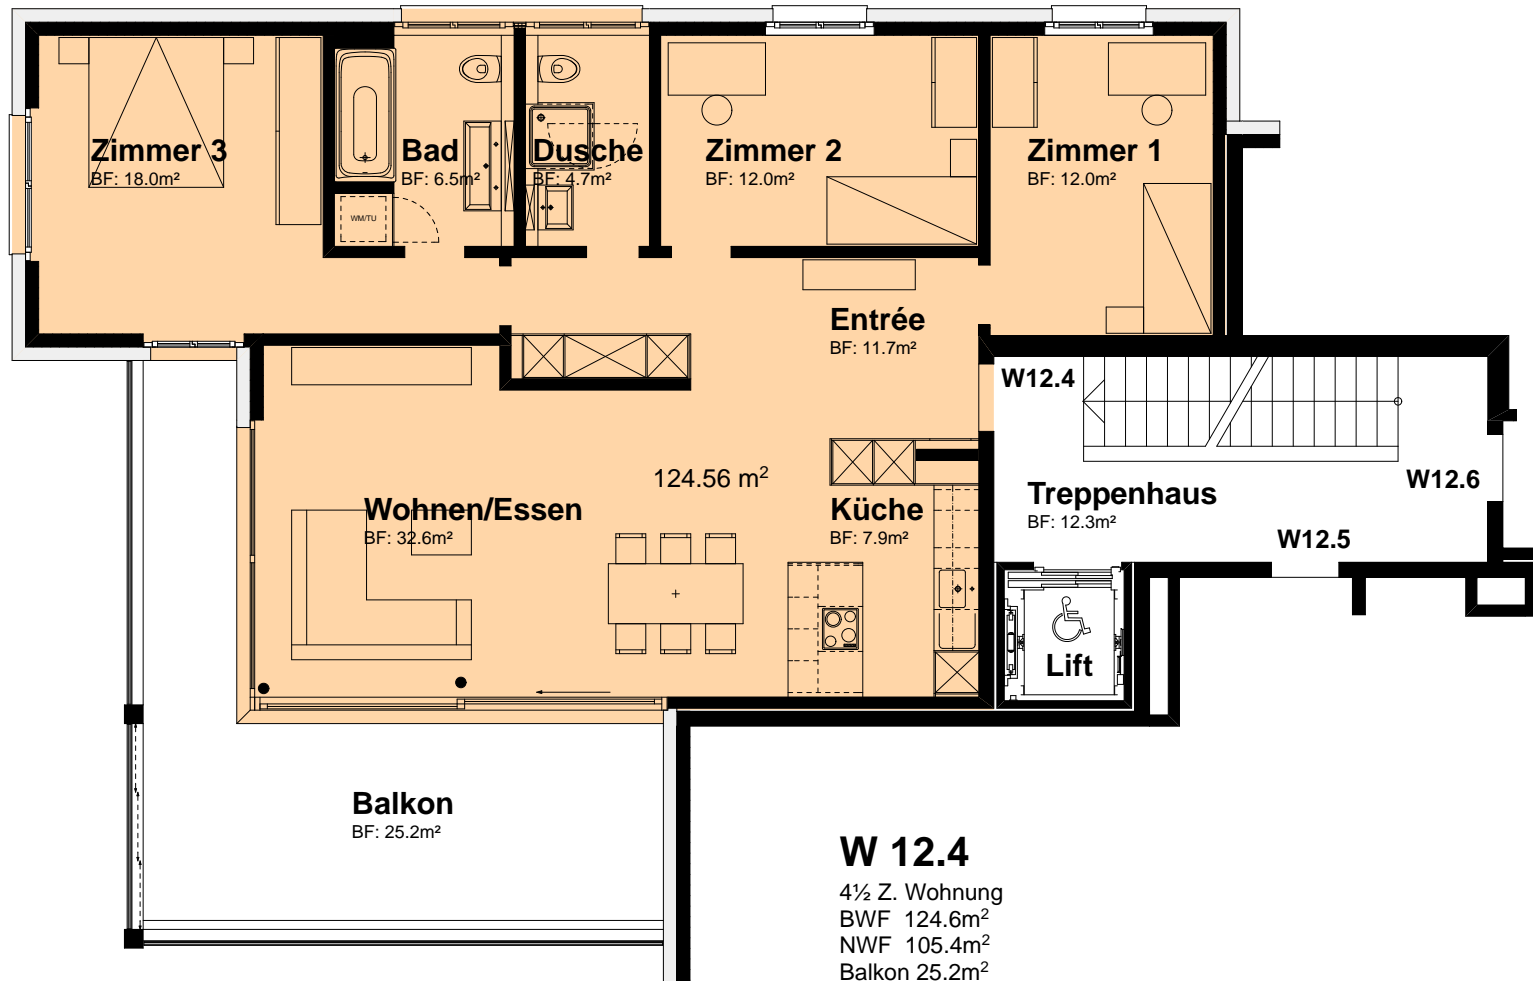 Zimmer 3
BF: 18.0m²
Bad
BF: 6.5m²
Dusche
BF: 4.7m²
Zimmer 2
BF: 12.0m²
Zimmer 1
BF: 12.0m²
WM/TU
Entrée
BF: 11.7m²
W12.4
124.56 m²
Wohnen/Essen
BF: 32.6m²
Küche
BF: 7.9m²
Treppenhaus
BF: 12.3m²
W12.6
W12.5
Lift
Balkon
BF: 25.2m²
W 12.4
4½ Z. Wohnung
BWF 124.6m²
NWF 105.4m²
Balkon 25.2m²